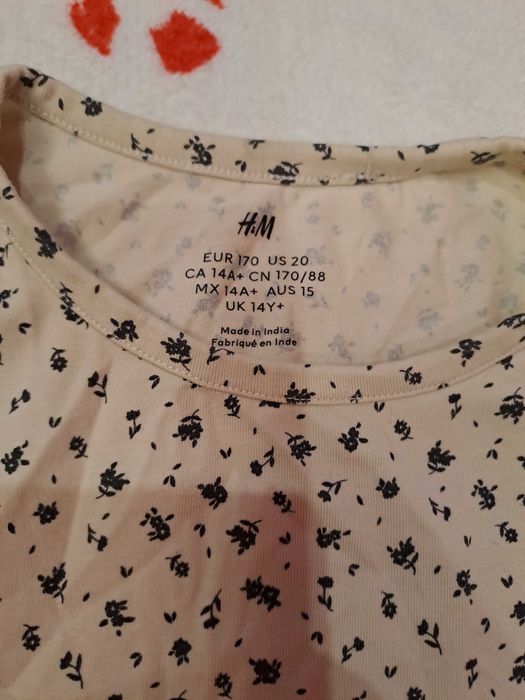 H&M
EUR 170 US 20
CA 14A+ CN 170/88
MX 14A+ AUS 15
UK 14Y+
Made in India
Fabriqué en Inde